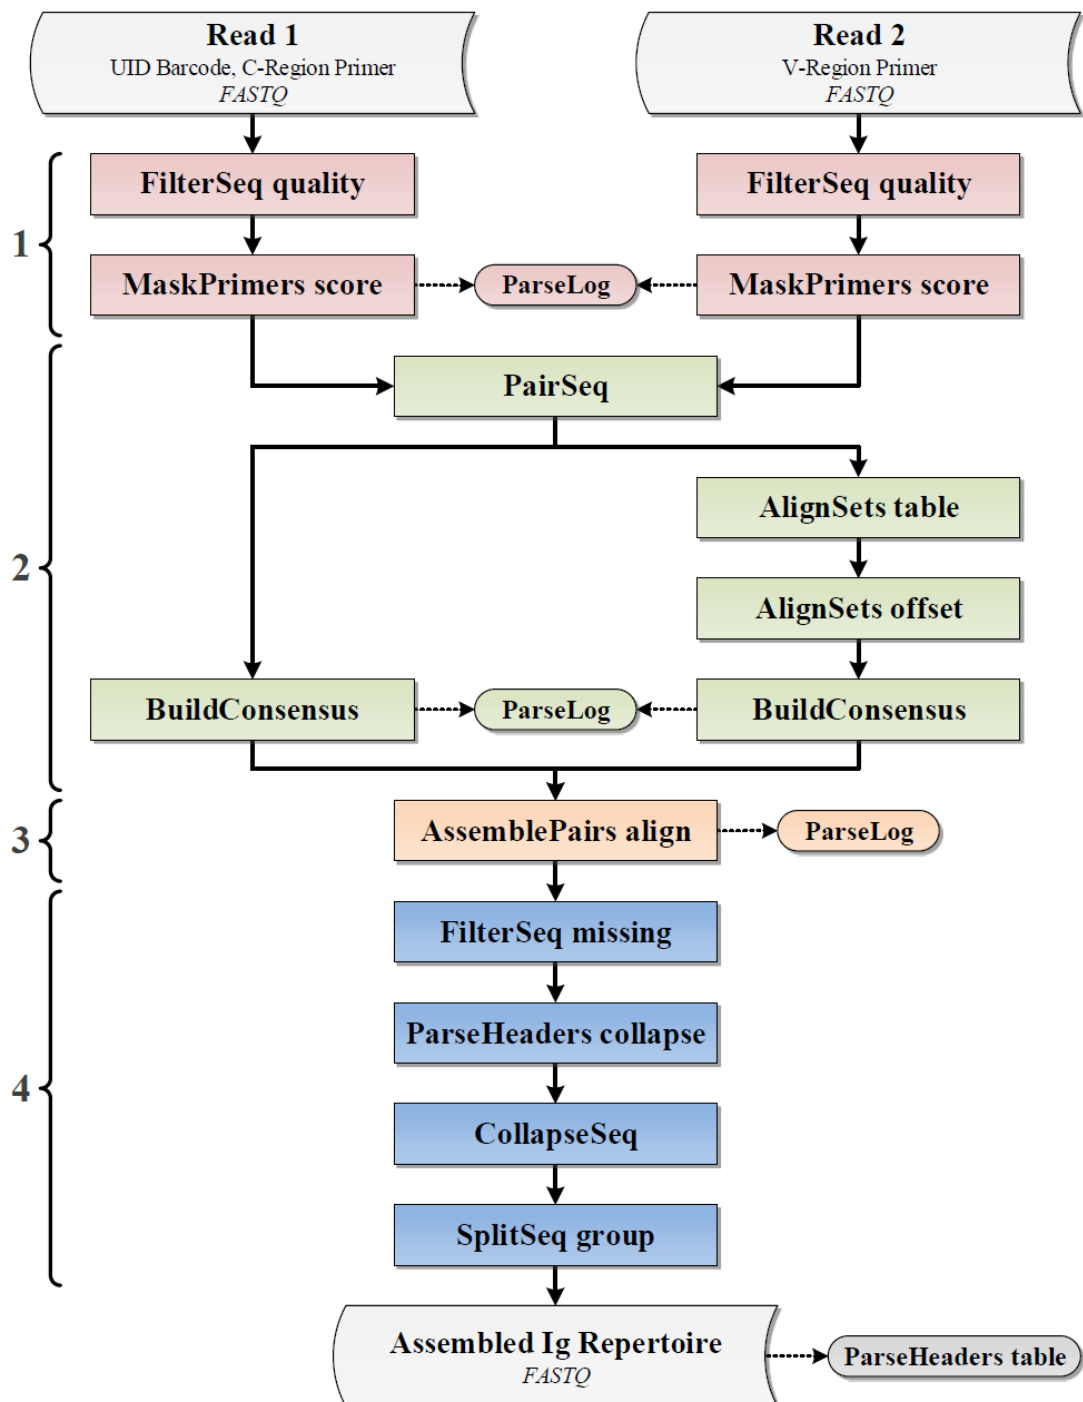 Read 1
UID Barcode, C-Region Primer
FASTQ
Read 2
V-Region Primer
FASTQ
1
FilterSeq quality
FilterSeq quality
MaskPrimers score
ParseLog
MaskPrimers score
2
PairSeq
AlignSets table
AlignSets offset
BuildConsensus
ParseLog
BuildConsensus
3
AssemblePairs align
ParseLog
4
FilterSeq missing
ParseHeaders collapse
CollapseSeq
SplitSeq group
Assembled Ig Repertoire
FASTQ
ParseHeaders table